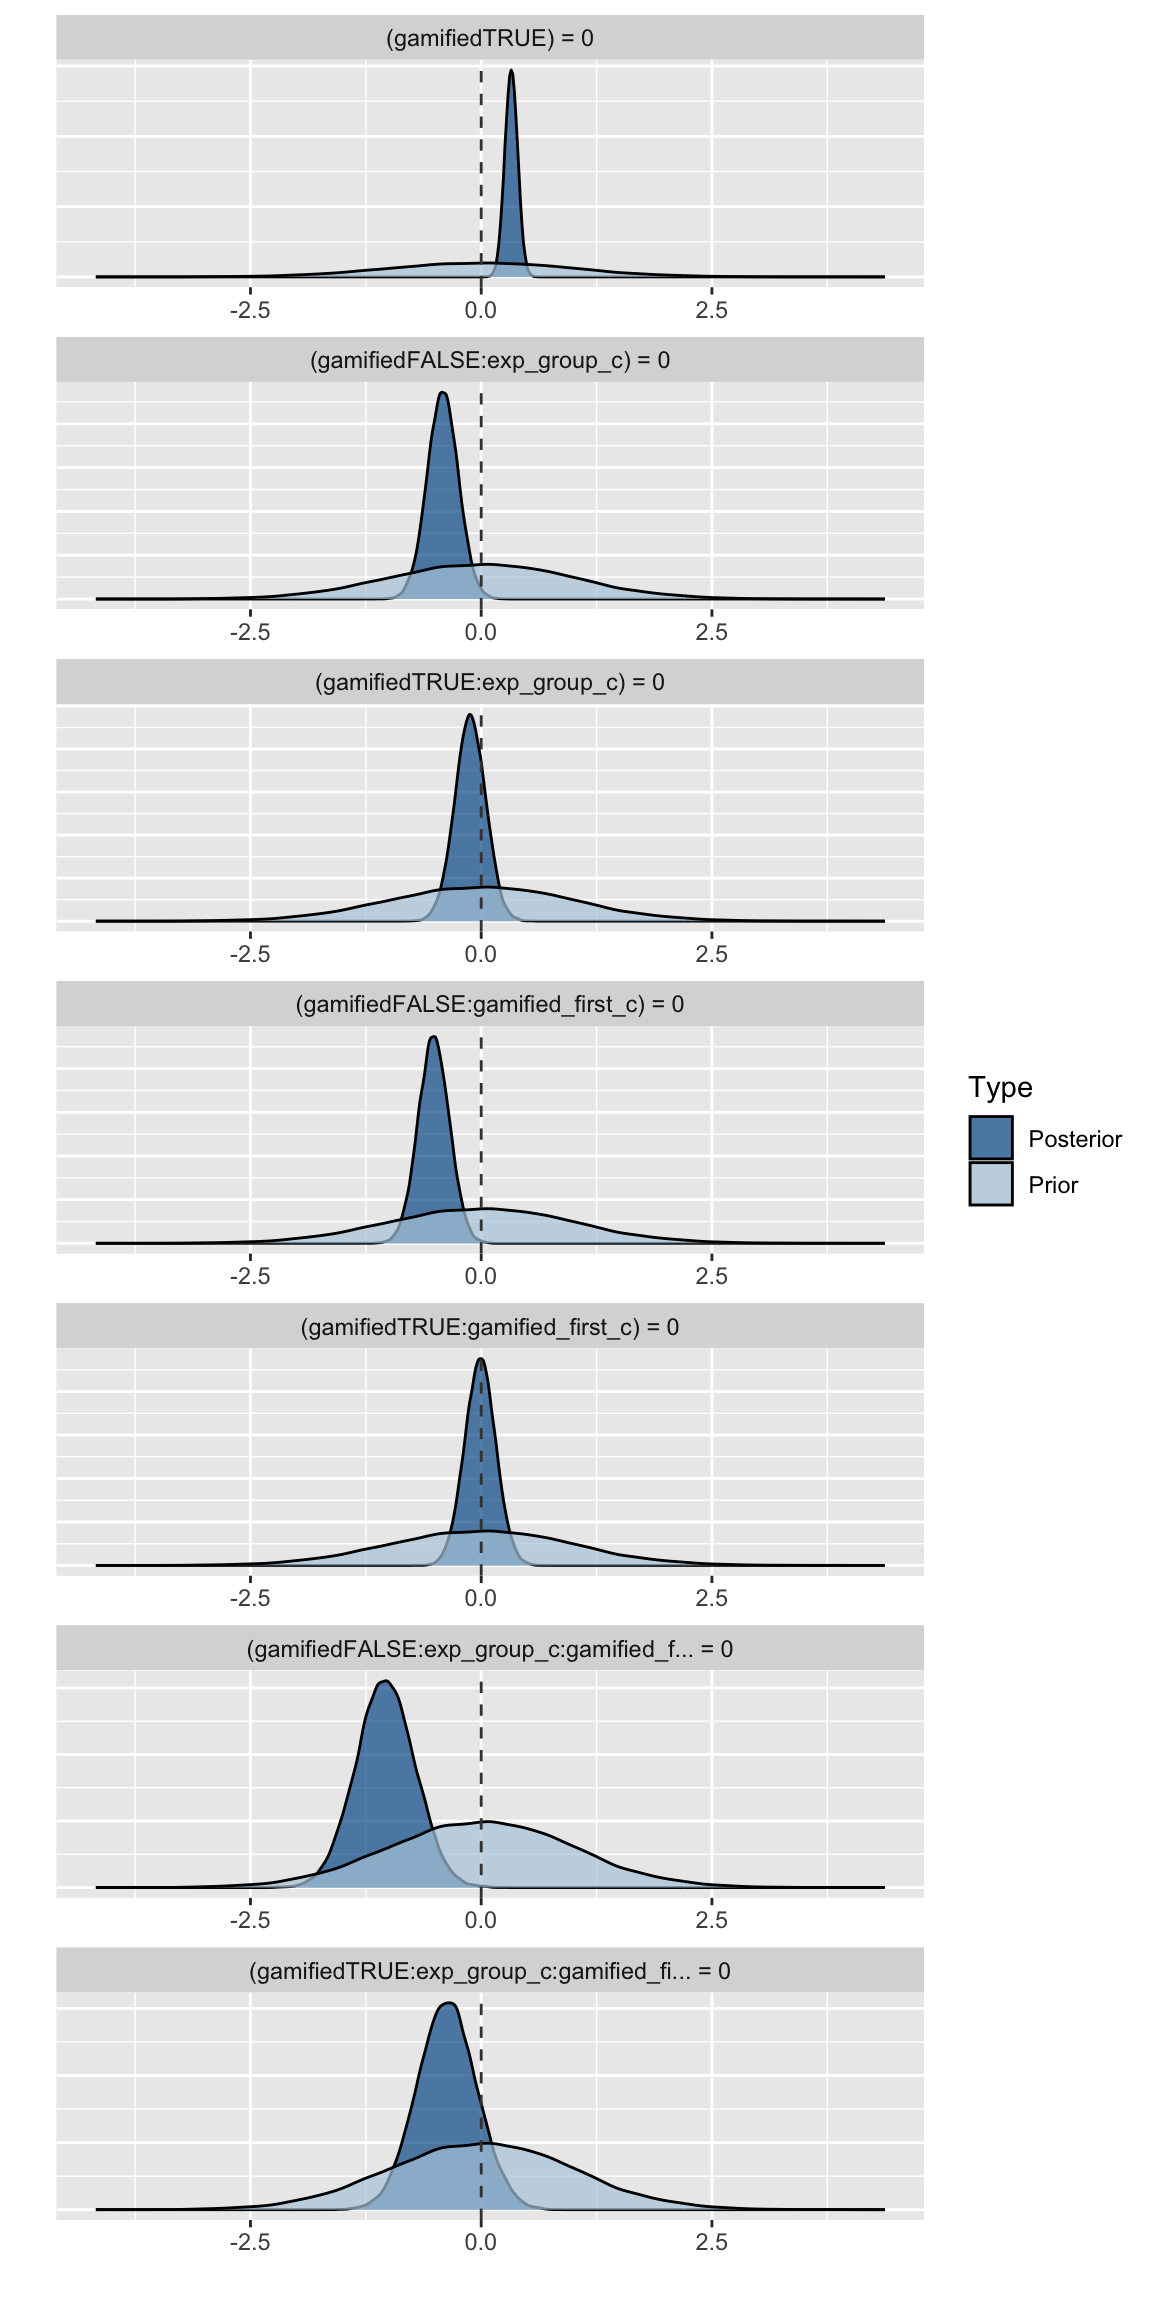 (gamifiedTRUE) = 0
-2.5 0.0 2.5
(gamifiedFALSE:exp_group_c) = 0
-2.5 0.0 2.5
(gamifiedTRUE:exp_group_c) = 0
-2.5 0.0 2.5
(gamifiedFALSE:gamified_first_c) = 0
-2.5 0.0 2.5
Type
Posterior
Prior
(gamifiedTRUE:gamified_first_c) = 0
-2.5 0.0 2.5
(gamifiedFALSE:exp_group_c:gamified_f... = 0
-2.5 0.0 2.5
(gamifiedTRUE:exp_group_c:gamified_fi... = 0
-2.5 0.0 2.5